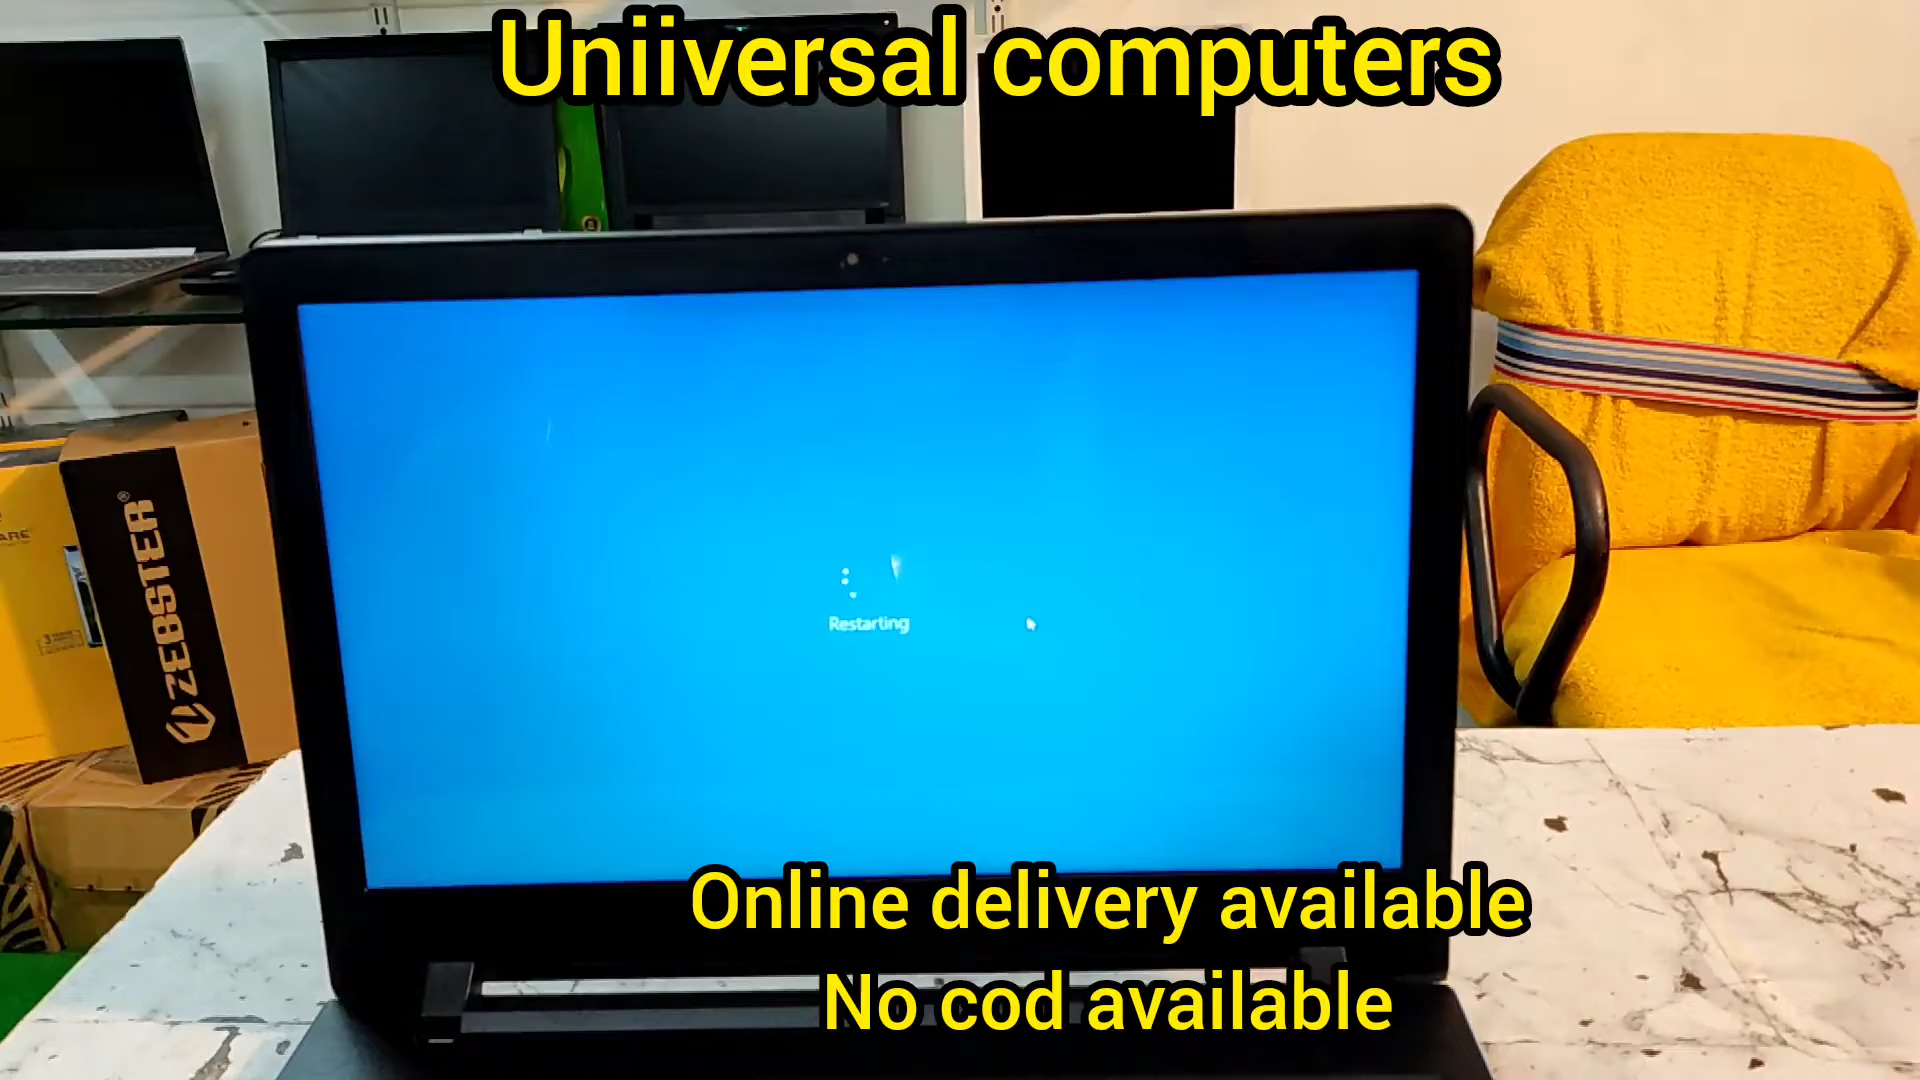 Uniiversal computers
ZEBSTER®
Restarting
Online delivery available
No cod available